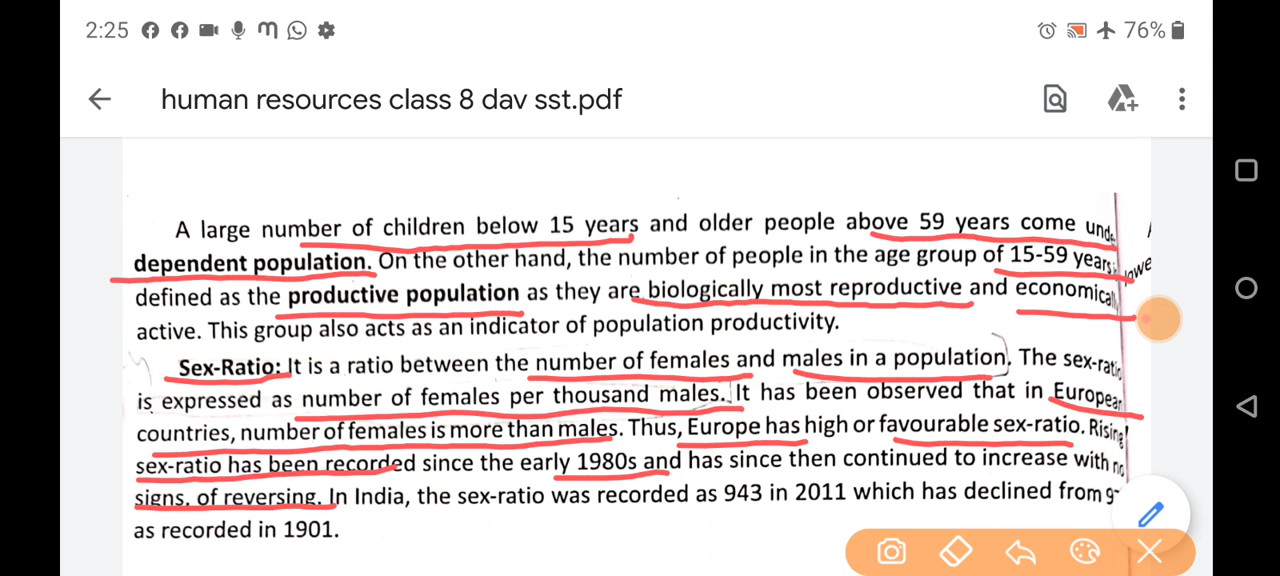 2:25
76%
human resources class 8 dav sst.pdf
A large number of children below 15 years and older people above 59 years come
dependent population. On the other hand, the number of people in the age group of 15-59 years
defined as the productive population as they are biologically most reproductive and
active. This group also acts as an indicator of population productivity.
Sex-Ratio: It is a ratio between the number of females and males in a population. The
is expressed as number of females per thousand males. It has been observed that in
countries, number of females is more than males. Thus, Europe has high or favourable sex-ratio. Rising
sex-ratio has been recorded since the early 1980s and has since then continued to increase with no
signs, of reversing. In India, the sex-ratio was recorded as 943 in 2011 which has declined from
as recorded in 1901.